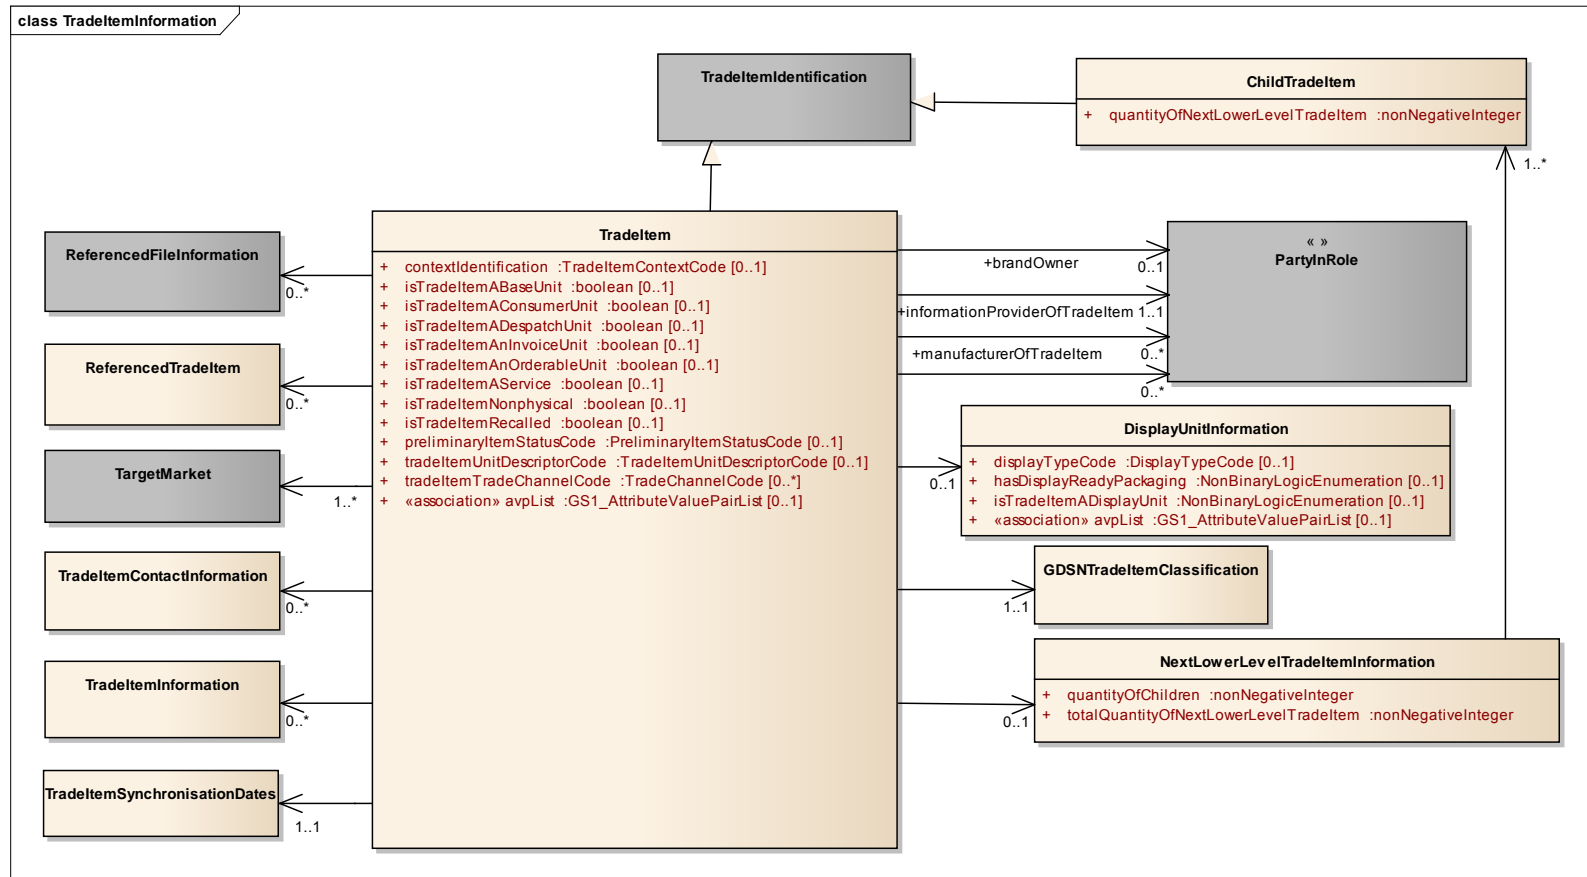 class TradeItemInformation
TradeItemIdentification
ChildTradeItem
+ quantityOfNextLowerLevelTradeItem :nonNegativeInteger
1..*
TradeItem
+ contextIdentification :TradeItemContextCode [0..1]
+ isTradeItemABaseUnit :boolean [0..1]
+ isTradeItemAConsumerUnit :boolean [0..1]
+ isTradeItemADespatchUnit :boolean [0..1]
+ isTradeItemAnInvoiceUnit :boolean [0..1]
+ isTradeItemAnOrderableUnit :boolean [0..1]
+ isTradeItemAService :boolean [0..1]
+ isTradeItemNonphysical :boolean [0..1]
+ isTradeItemRecalled :boolean [0..1]
+ preliminaryItemStatusCode :PreliminaryItemStatusCode [0..1]
+ tradeItemUnitDescriptorCode :TradeItemUnitDescriptorCode [0..1]
+ tradeItemTradeChannelCode :TradeChannelCode [0..*]
+ «association» avpList :GS1_AttributeValuePairList [0..1]
ReferencedFileInformation
0..*
ReferencedTradeItem
0..*
TargetMarket
1..*
TradeItemContactInformation
0..*
TradeItemInformation
0..*
TradeItemSynchronisationDates
1..1
« »
PartyInRole
+brandOwner
0..1
+informationProviderOfTradeItem 1..1
+manufacturerOfTradeItem
0..*
0..*
DisplayUnitInformation
+ displayTypeCode :DisplayTypeCode [0..1]
+ hasDisplayReadyPackaging :NonBinaryLogicEnumeration [0..1]
+ isTradeItemADisplayUnit :NonBinaryLogicEnumeration [0..1]
+ «association» avpList :GS1_AttributeValuePairList [0..1]
0..1
GDSNTradeItemClassification
1..1
NextLowerLevelTradeItemInformation
+ quantityOfChildren :nonNegativeInteger
+ totalQuantityOfNextLowerLevelTradeItem :nonNegativeInteger
0..1